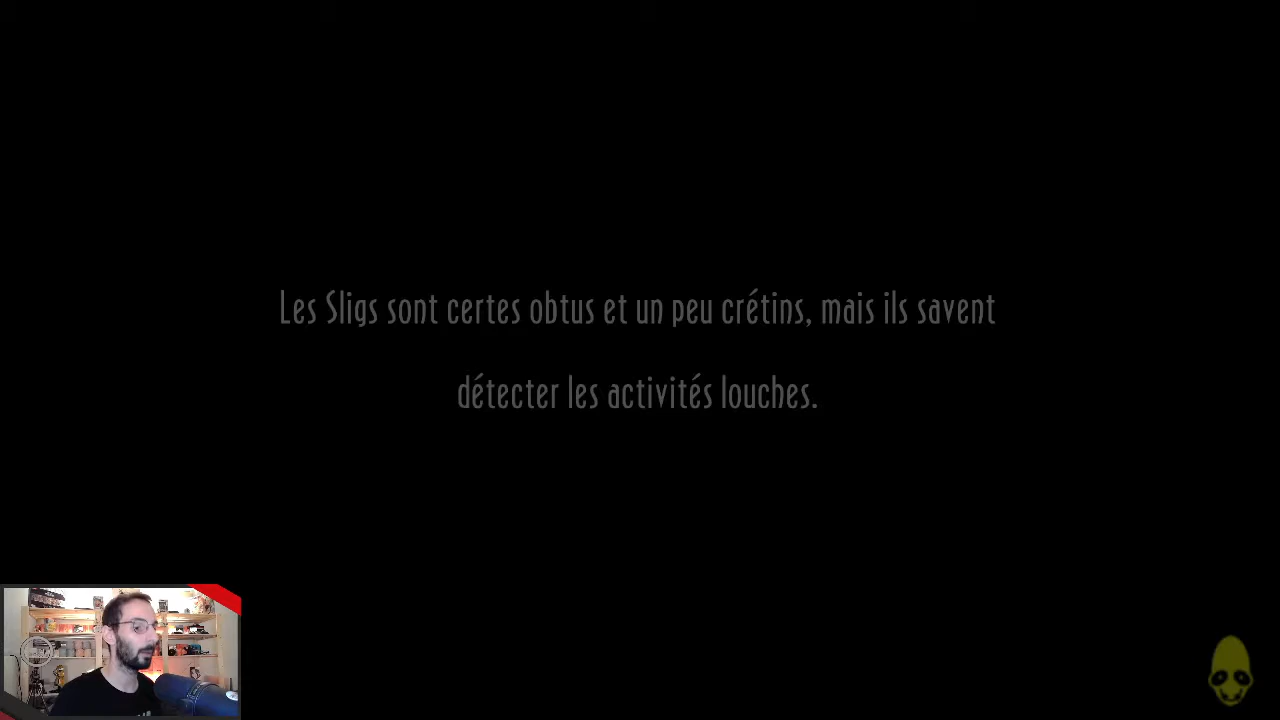 Les Sligs sont certes obtus et un peu crétins, mais ils savent
détecter les activités louches.